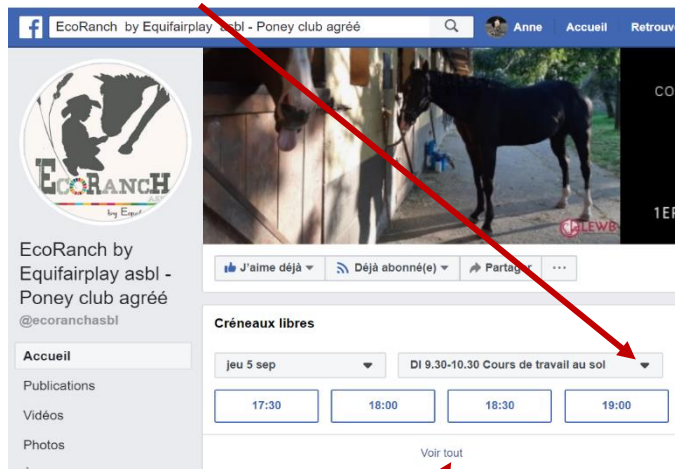 EcoRanch by Equifairplay asbl - Poney club agréé
Anne Accueil Retrouve
CO
1ER
LEWB
ECORANCH
by Equi
EcoRanch by
Equifairplay asbl -
Poney club agréé
@ecoranchasbl
J'aime déjà Déjà abonné(e) Partager ...
Créneaux libres
jeu 5 sep DI 9.30-10.30 Cours de travail au sol
17:30 18:00 18:30 19:00
Voir tout
Accueil
Publications
Vidéos
Photos